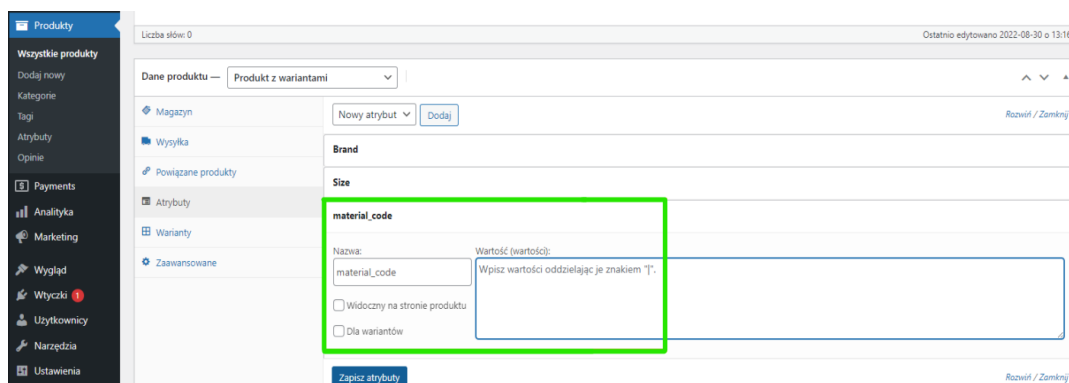 Produkty
Wszystkie produkty
Dodaj nowy
Kategorie
Tagi
Atrybuty
Opinie
Payments
Analityka
Marketing
Wygląd
Wtyczki 1
Użytkownicy
Narzędzia
Ustawienia
Liczba słów: 0
Ostatnio edytowano 2022-08-30 o 13:16
Dane produktu — Produkt z wariantami
Magazyn
Wysyłka
Powiązane produkty
Atrybuty
Warianty
Zaawansowane
Nowy atrybut Dodaj
Rozwiń / Zamknij
Brand
Size
material_code
Nazwa:
Wartość (wartości):
material_code
Wpisz wartości oddzielając je znakiem "|".
Widoczny na stronie produktu
Dla wariantów
Zapisz atrybuty
Rozwiń / Zamknij